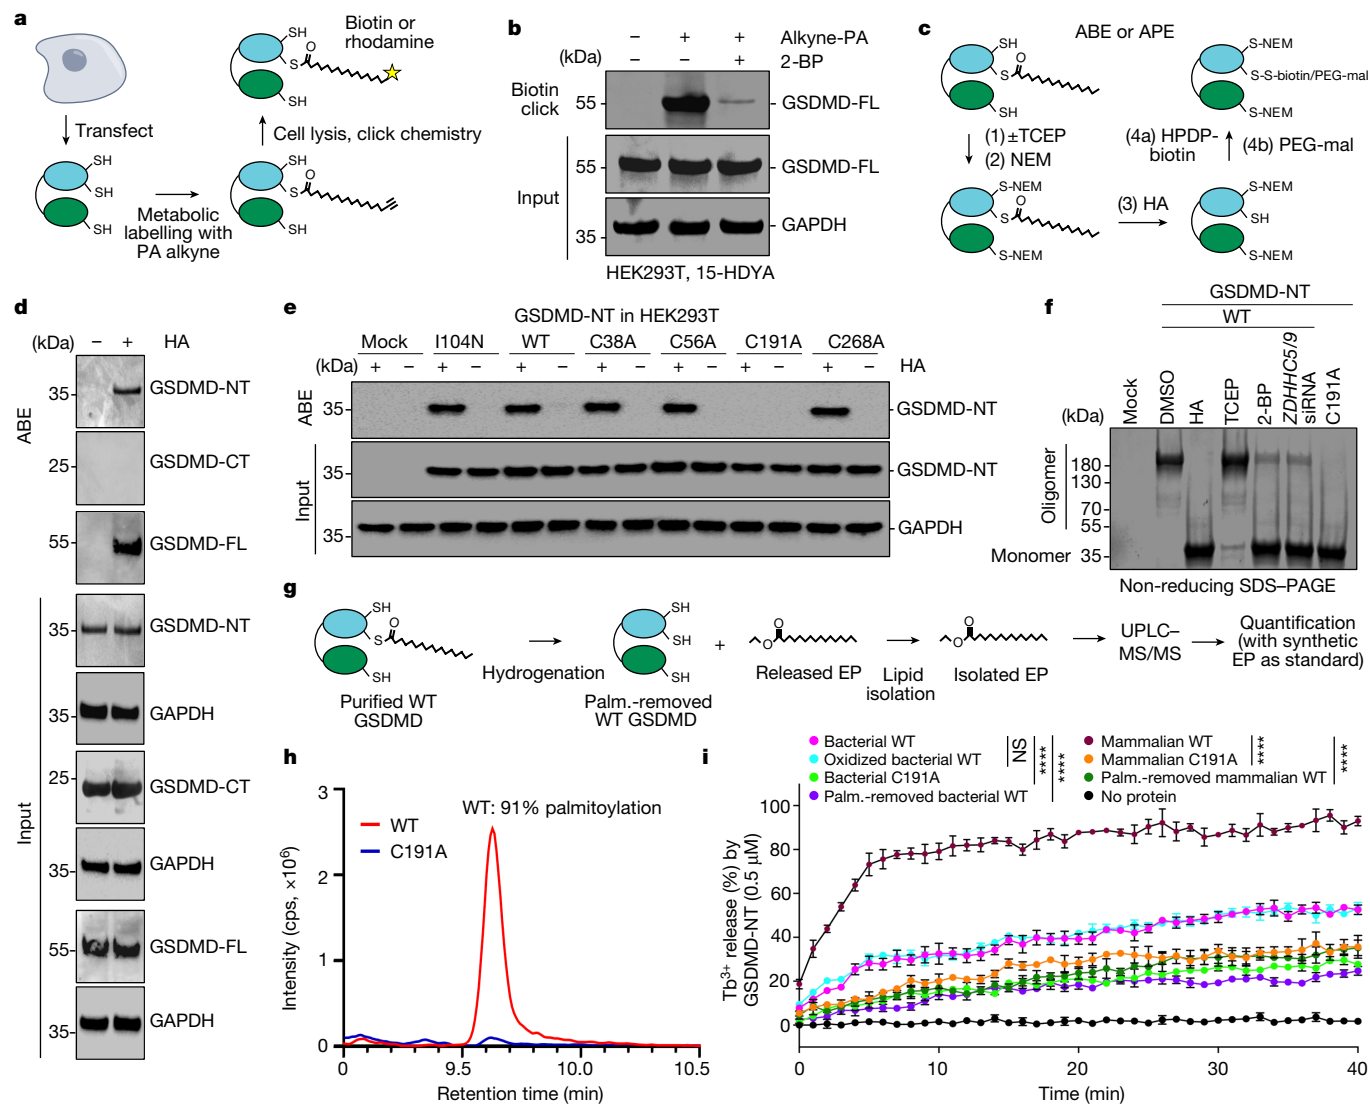 a
Biotin or
rhodamine
SH
S
O
SH
Transfect
Cell lysis, click chemistry
SH
SH
SH
Metabolic
labelling with
PA alkyne
SH
S
O
SH
b
− + + Alkyne-PA
(kDa) − − + 2-BP
Biotin
click
55
GSDMD-FL
Input
55
GSDMD-FL
35
GAPDH
HEK293T, 15-HDYA
c
ABE or APE
SH
S
O
SH
(1) ±TCEP
(2) NEM
S-NEM
S
O
S-NEM
(3) HA
S-NEM
SH
S-NEM
(4a) HPDP-
biotin
(4b) PEG-mal
S-NEM
S-S-biotin/PEG-mal
S-NEM
d
(kDa) − + HA
ABE
35
GSDMD-NT
25
GSDMD-CT
55
GSDMD-FL
Input
35
GSDMD-NT
35
GAPDH
25
GSDMD-CT
35
GAPDH
55
GSDMD-FL
35
GAPDH
e
GSDMD-NT in HEK293T
Mock I104N WT C38A C56A C191A C268A
(kDa) + − + − + − + − + − + − + − HA
ABE
35
GSDMD-NT
Input
35
GSDMD-NT
35
GAPDH
f
GSDMD-NT
WT
(kDa)
Mock
DMSO
HA
TCEP
2-BP
ZDHHC5/9
siRNA
C191A
Oligomer
180
130
70
55
Monomer 35
Non-reducing SDS–PAGE
g
SH
S
O
SH
Purified WT
GSDMD
Hydrogenation
SH
SH
SH
Palm.-removed
WT GSDMD
+
O
O
Released EP
Lipid
isolation
O
O
Isolated EP
UPLC–
MS/MS
Quantification
(with synthetic
EP as standard)
h
WT: 91% palmitoylation
WT
C191A
Intensity (cps, ×10⁶)
3
2
1
0
0 9.5 10.0 10.5
Retention time (min)
i
Bacterial WT
Oxidized bacterial WT
Bacterial C191A
Palm.-removed bacterial WT
NS
****
****
Mammalian WT
Mammalian C191A
Palm.-removed mammalian WT
No protein
****
****
Tb³⁺ release (%) by
GSDMD-NT (0.5 μM)
100
80
60
40
20
0
0 10 20 30 40
Time (min)